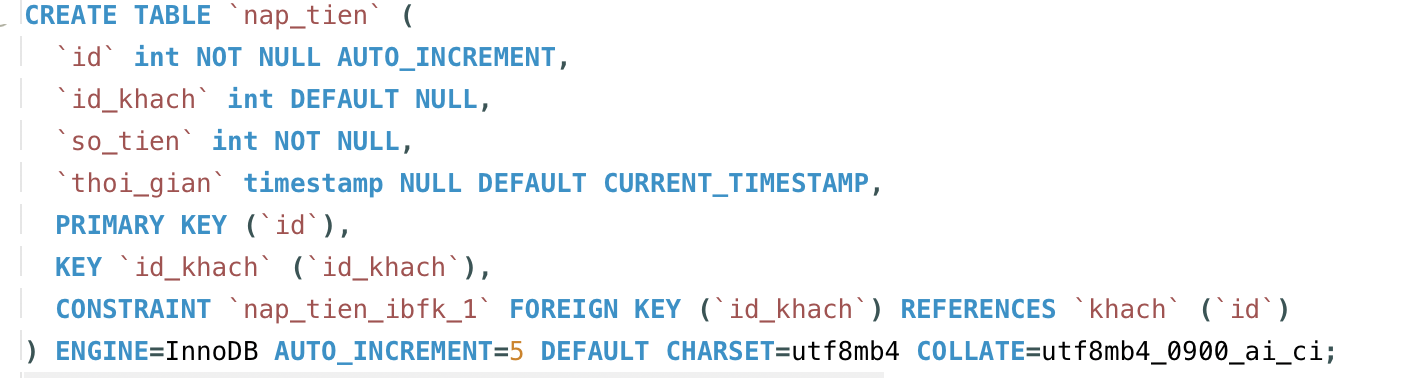 CREATE TABLE `nap_tien` (
  `id` int NOT NULL AUTO_INCREMENT,
  `id_khach` int DEFAULT NULL,
  `so_tien` int NOT NULL,
  `thoi_gian` timestamp NULL DEFAULT CURRENT_TIMESTAMP,
  PRIMARY KEY (`id`),
  KEY `id_khach` (`id_khach`),
  CONSTRAINT `nap_tien_ibfk_1` FOREIGN KEY (`id_khach`) REFERENCES `khach` (`id`)
) ENGINE=InnoDB AUTO_INCREMENT=5 DEFAULT CHARSET=utf8mb4 COLLATE=utf8mb4_0900_ai_ci;